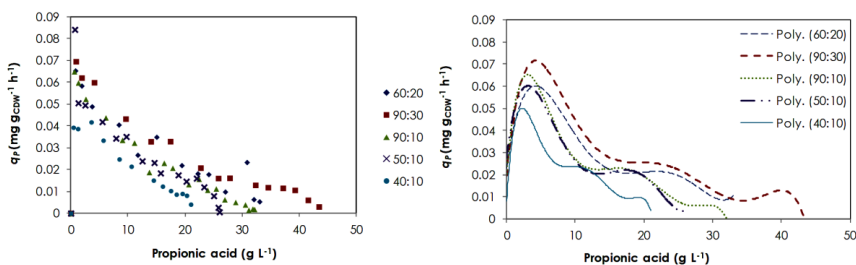 0.09
0.08
0.07
0.06
0.05
0.04
0.03
0.02
0.01
0
qP (mg gCDW-1 h-1)
0 10 20 30 40 50
Propionic acid (g L-1)
60:20
90:30
90:10
50:10
40:10
0.09
0.08
0.07
0.06
0.05
0.04
0.03
0.02
0.01
0
qP (mg gCDW-1 h-1)
0 10 20 30 40 50
Propionic acid (g L-1)
Poly. (60:20)
Poly. (90:30)
Poly. (90:10)
Poly. (50:10)
Poly. (40:10)